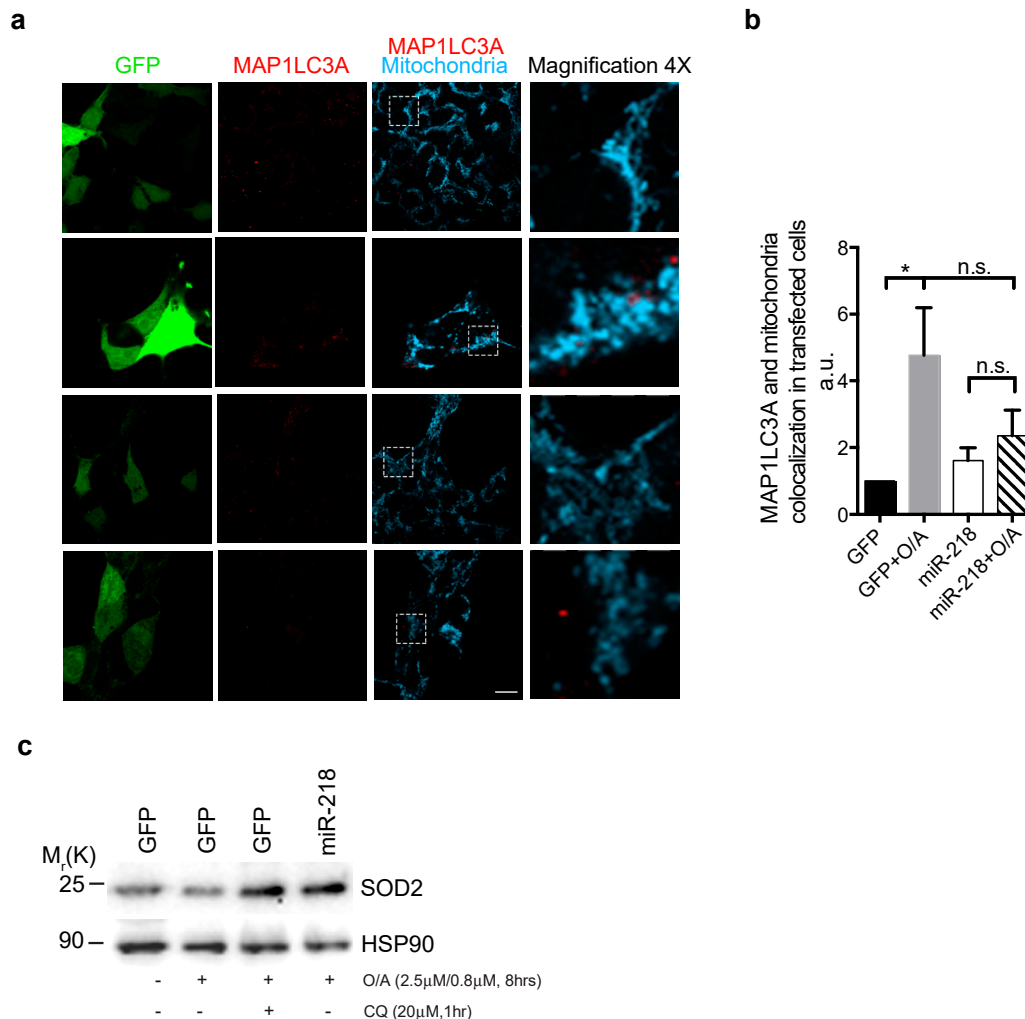 a
GFP
MAP1LC3A
MAP1LC3A
Mitochondria
Magnification 4X
b
MAP1LC3A and mitochondria
colocalization in transfected cells
a.u.
8
6
4
2
0
*
n.s.
n.s.
GFP
GFP+O/A
miR-218
miR-218+O/A
c
GFP
GFP
GFP
miR-218
Mr(K)
25
SOD2
90
HSP90
- + + + O/A (2.5μM/0.8μM, 8hrs)
- - + - CQ (20μM,1hr)